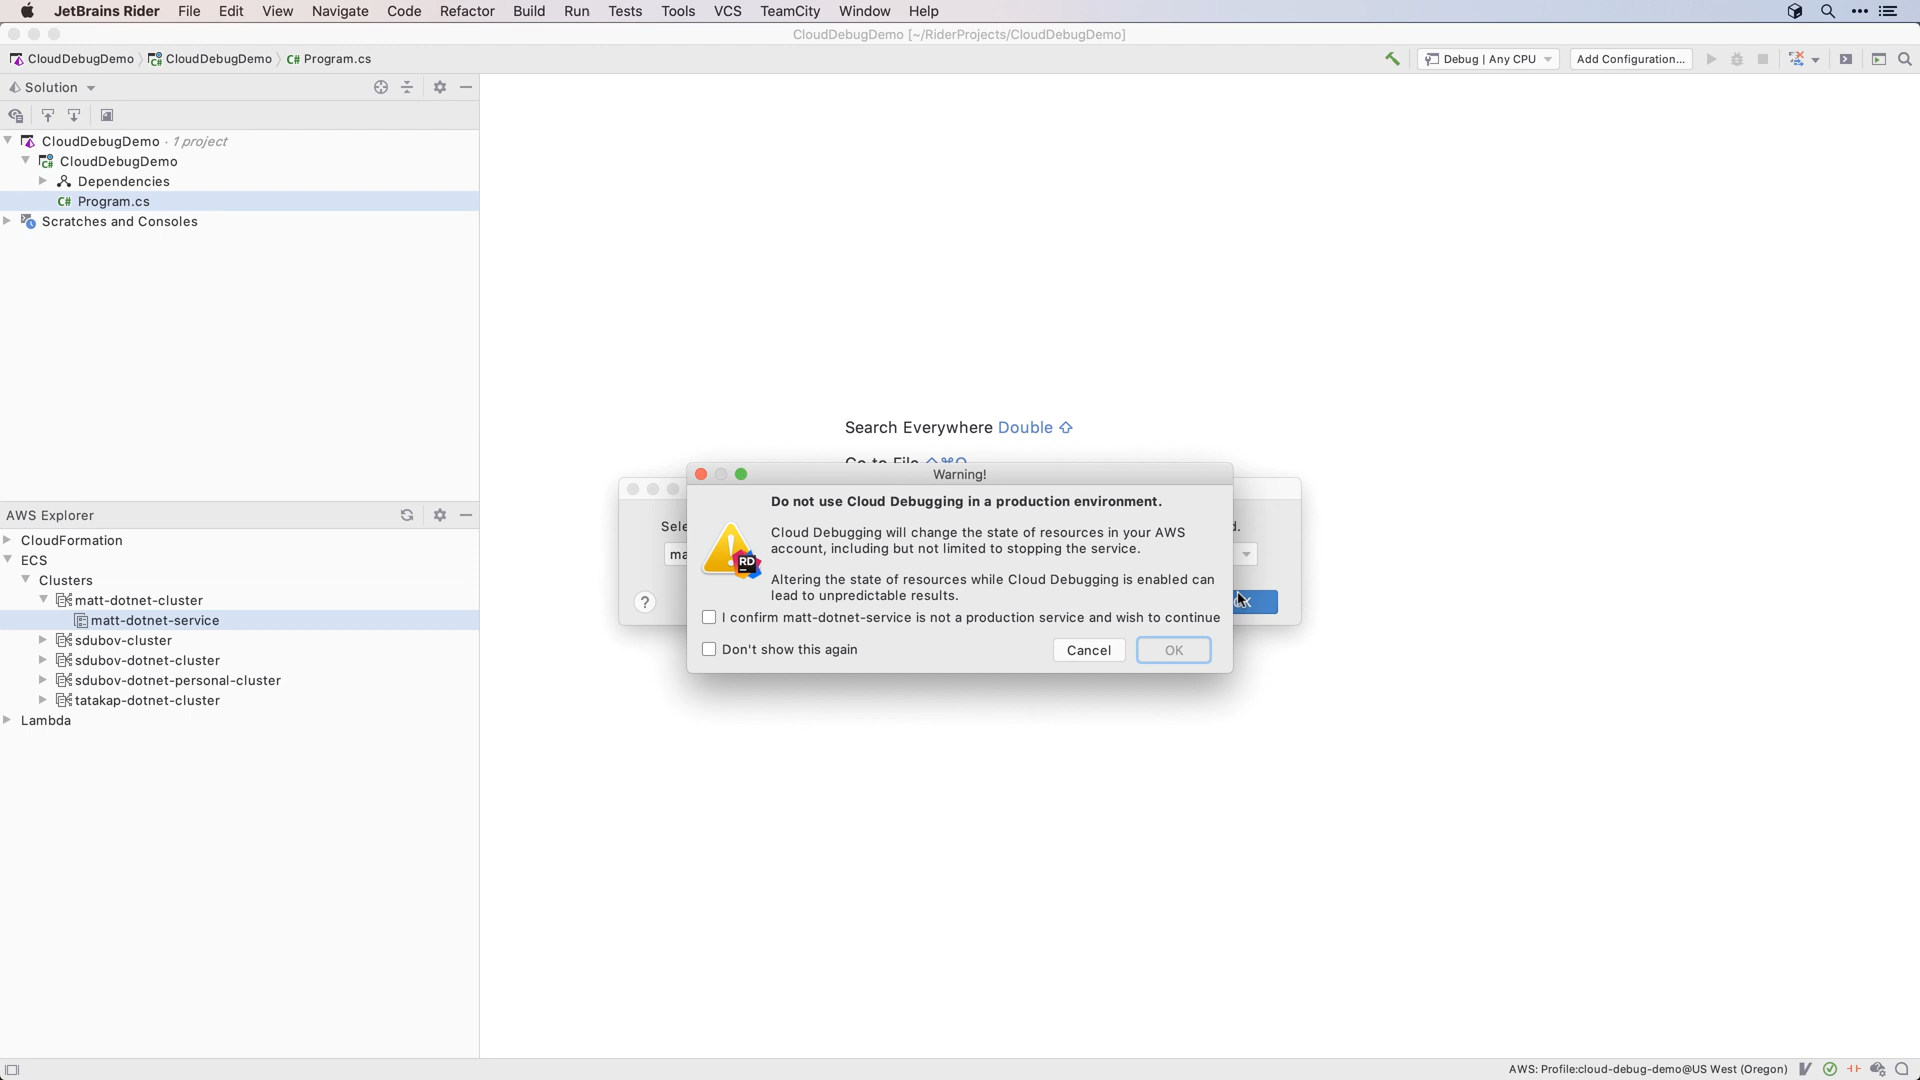 JetBrains Rider File Edit View Navigate Code Refactor Build Run Tests Tools VCS TeamCity Window Help
CloudDebugDemo [~/RiderProjects/CloudDebugDemo]
CloudDebugDemo CloudDebugDemo C# Program.cs
Debug | Any CPU Add Configuration...
Solution
CloudDebugDemo · 1 project
C# CloudDebugDemo
Dependencies
C# Program.cs
Scratches and Consoles
Search Everywhere Double ⇧
Go to File ⇧⌘O
Warning!
Do not use Cloud Debugging in a production environment.
Cloud Debugging will change the state of resources in your AWS
account, including but not limited to stopping the service.
RD
Altering the state of resources while Cloud Debugging is enabled can
lead to unpredictable results.
I confirm matt-dotnet-service is not a production service and wish to continue
Don't show this again
Cancel OK
Sele
d.
ma
?
AWS Explorer
CloudFormation
ECS
Clusters
matt-dotnet-cluster
matt-dotnet-service
sdubov-cluster
sdubov-dotnet-cluster
sdubov-dotnet-personal-cluster
tatakap-dotnet-cluster
Lambda
AWS: Profile:cloud-debug-demo@US West (Oregon)